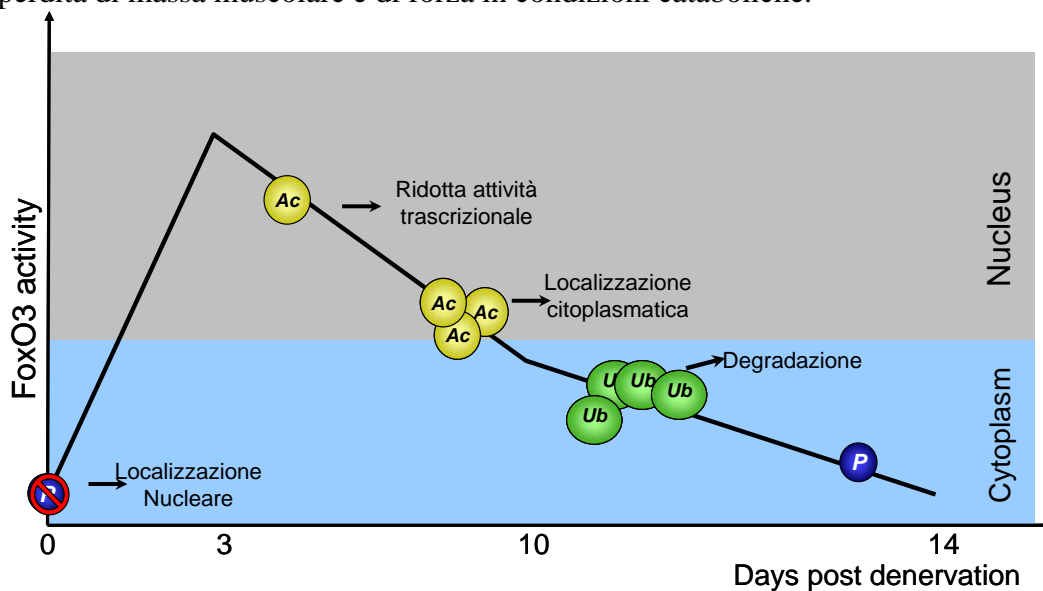 perdita di massa muscolare e di forza in condizioni cataboliche.
FoxO3 activity
Nucleus
Cytoplasm
Ac
Ridotta attività
trascrizionale
Ac
Ac
Ac
Localizzazione
citoplasmatica
Ub
Ub
Ub
Degradazione
P
P
Localizzazione
Nucleare
0
3
10
14
Days post denervation